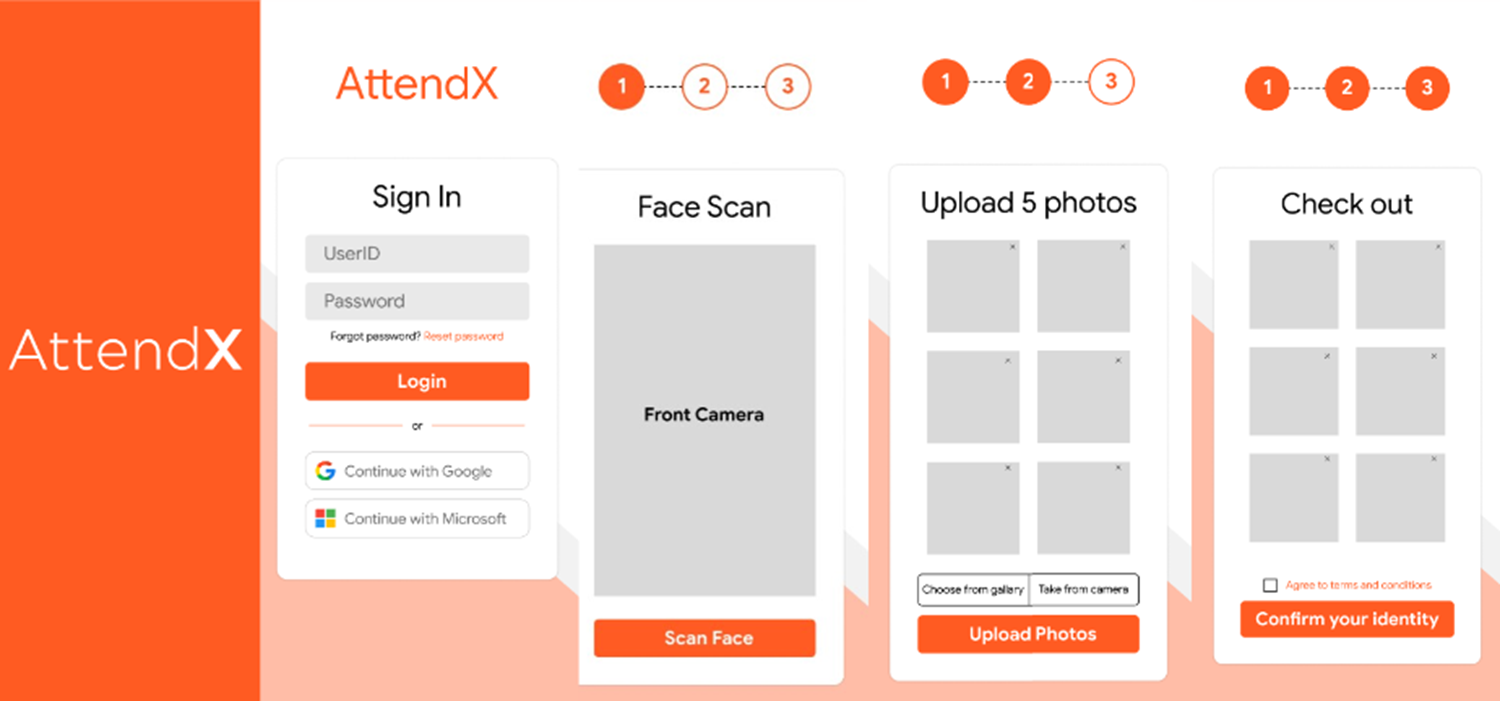 AttendX
AttendX
Sign In
UserID
Password
Forgot password? Reset password
Login
or
Continue with Google
Continue with Microsoft
1 2 3
Face Scan
Front Camera
Scan Face
1 2 3
Upload 5 photos
x x
x x
x x
Choose from gallary Take from camera
Upload Photos
1 2 3
Check out
x x
x x
x x
Agree to terms and conditions
Confirm your identity